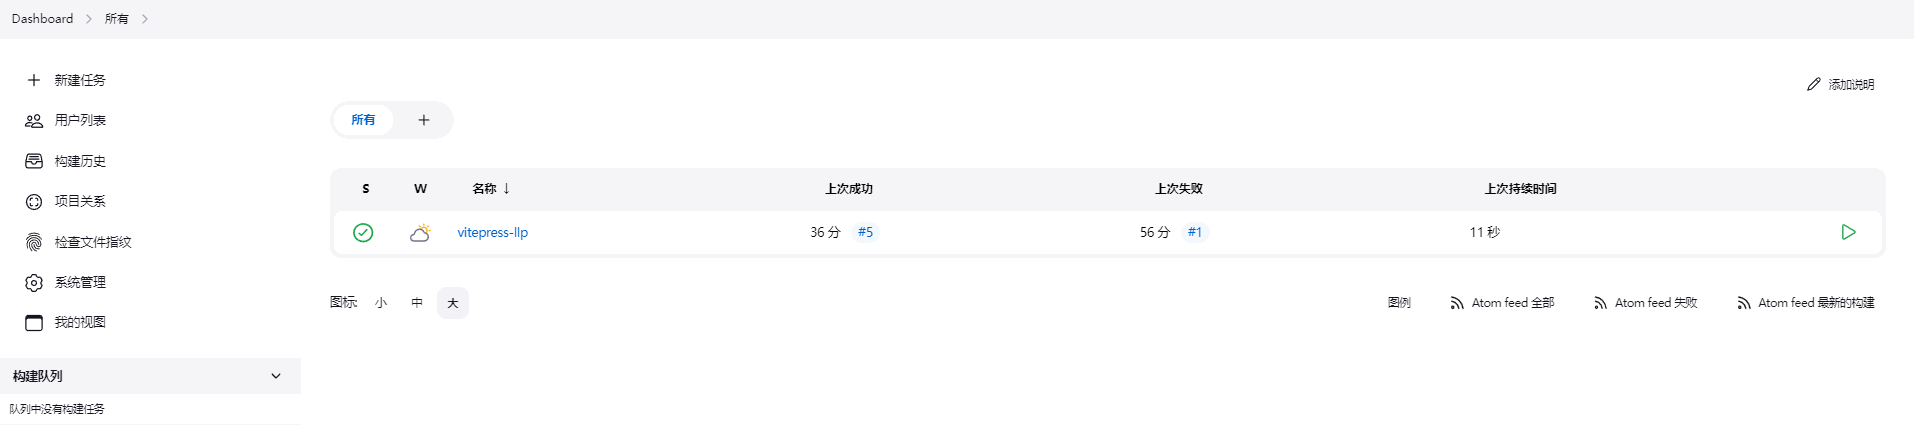 Dashboard 所有
新建任务
用户列表
构建历史
项目关系
检查文件指纹
系统管理
我的视图
构建队列
队列中没有构建任务
添加说明
所有 +
S W 名称 ↓ 上次成功 上次失败 上次持续时间
vitepress-llp 36 分 #5 56 分 #1 11 秒
图标: 小 中 大
图例 Atom feed 全部 Atom feed 失败 Atom feed 最新的构建